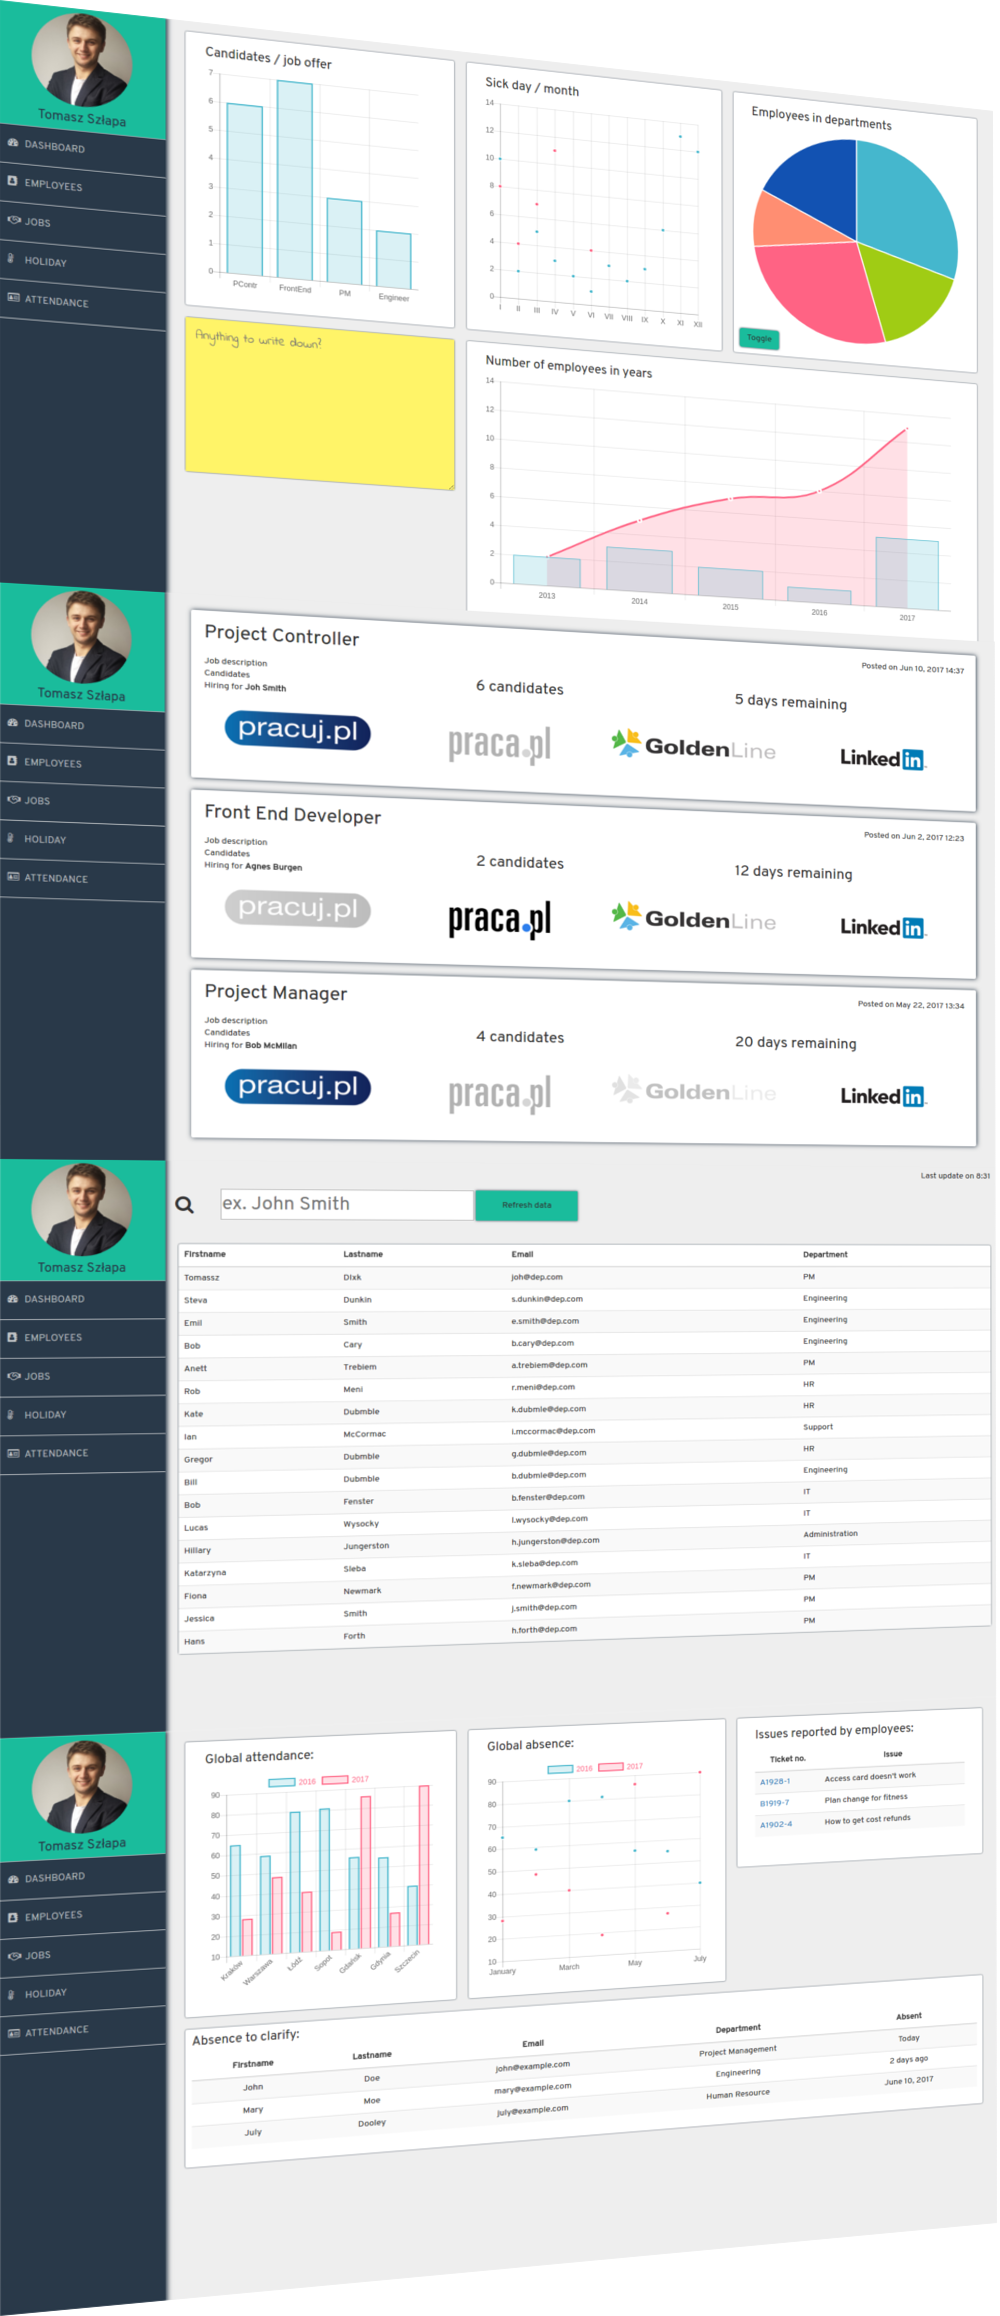 Tomasz Szłapa
DASHBOARD
EMPLOYEES
JOBS
HOLIDAY
ATTENDANCE
Candidates / job offer
7
6
5
4
3
2
1
0
PContr FrontEnd PM Engineer
Sick day / month
14
12
10
8
6
4
2
0
I II III IV V VI VII VIII IX X XI XII
Employees in departments
Toggle
Anything to write down?
Number of employees in years
14
12
10
8
6
4
2
0
2013 2014 2015 2016 2017
Tomasz Szłapa
DASHBOARD
EMPLOYEES
JOBS
HOLIDAY
ATTENDANCE
Project Controller
Posted on Jun 10, 2017 14:37
Job description
Candidates
Hiring for Joh Smith
6 candidates
5 days remaining
pracuj.pl praca.pl GoldenLine Linked in
Front End Developer
Posted on Jun 2, 2017 12:23
Job description
Candidates
Hiring for Agnes Burgen
2 candidates
12 days remaining
pracuj.pl praca.pl GoldenLine Linked in
Project Manager
Posted on May 22, 2017 13:34
Job description
Candidates
Hiring for Bob McMilan
4 candidates
20 days remaining
pracuj.pl praca.pl GoldenLine Linked in
Tomasz Szłapa
DASHBOARD
EMPLOYEES
JOBS
HOLIDAY
ATTENDANCE
Last update on 8:31
ex. John Smith
Refresh data
Firstname Lastname Email Department
Tomassz Dixk joh@dep.com PM
Steva Dunkin s.dunkin@dep.com Engineering
Emil Smith e.smith@dep.com Engineering
Bob Cary b.cary@dep.com Engineering
Anett Trebiem a.trebiem@dep.com PM
Rob Meni r.meni@dep.com HR
Kate Dubmble k.dubmle@dep.com HR
Ian McCormac i.mccormac@dep.com Support
Gregor Dubmble g.dubmle@dep.com HR
Bill Dubmble b.dubmle@dep.com Engineering
Bob Fenster b.fenster@dep.com IT
Lucas Wysocky l.wysocky@dep.com IT
Hillary Jungerston h.jungerston@dep.com Administration
Katarzyna Sleba k.sleba@dep.com IT
Fiona Newmark f.newmark@dep.com PM
Jessica Smith j.smith@dep.com PM
Hans Forth h.forth@dep.com PM
Tomasz Szłapa
DASHBOARD
EMPLOYEES
JOBS
HOLIDAY
ATTENDANCE
Global attendance:
2016 2017
90
80
70
60
50
40
30
20
10
Kraków Warszawa Łódź Sopot Gdańsk Gdynia Szczecin
Global absence:
2016 2017
90
80
70
60
50
40
30
20
10
January March May July
Issues reported by employees:
Ticket no. Issue
A1928-1 Access card doesn't work
B1919-7 Plan change for fitness
A1902-4 How to get cost refunds
Absence to clarify:
Firstname Lastname Email Department Absent
John Doe john@example.com Project Management Today
Mary Moe mary@example.com Engineering 2 days ago
July Dooley july@example.com Human Resource June 10, 2017